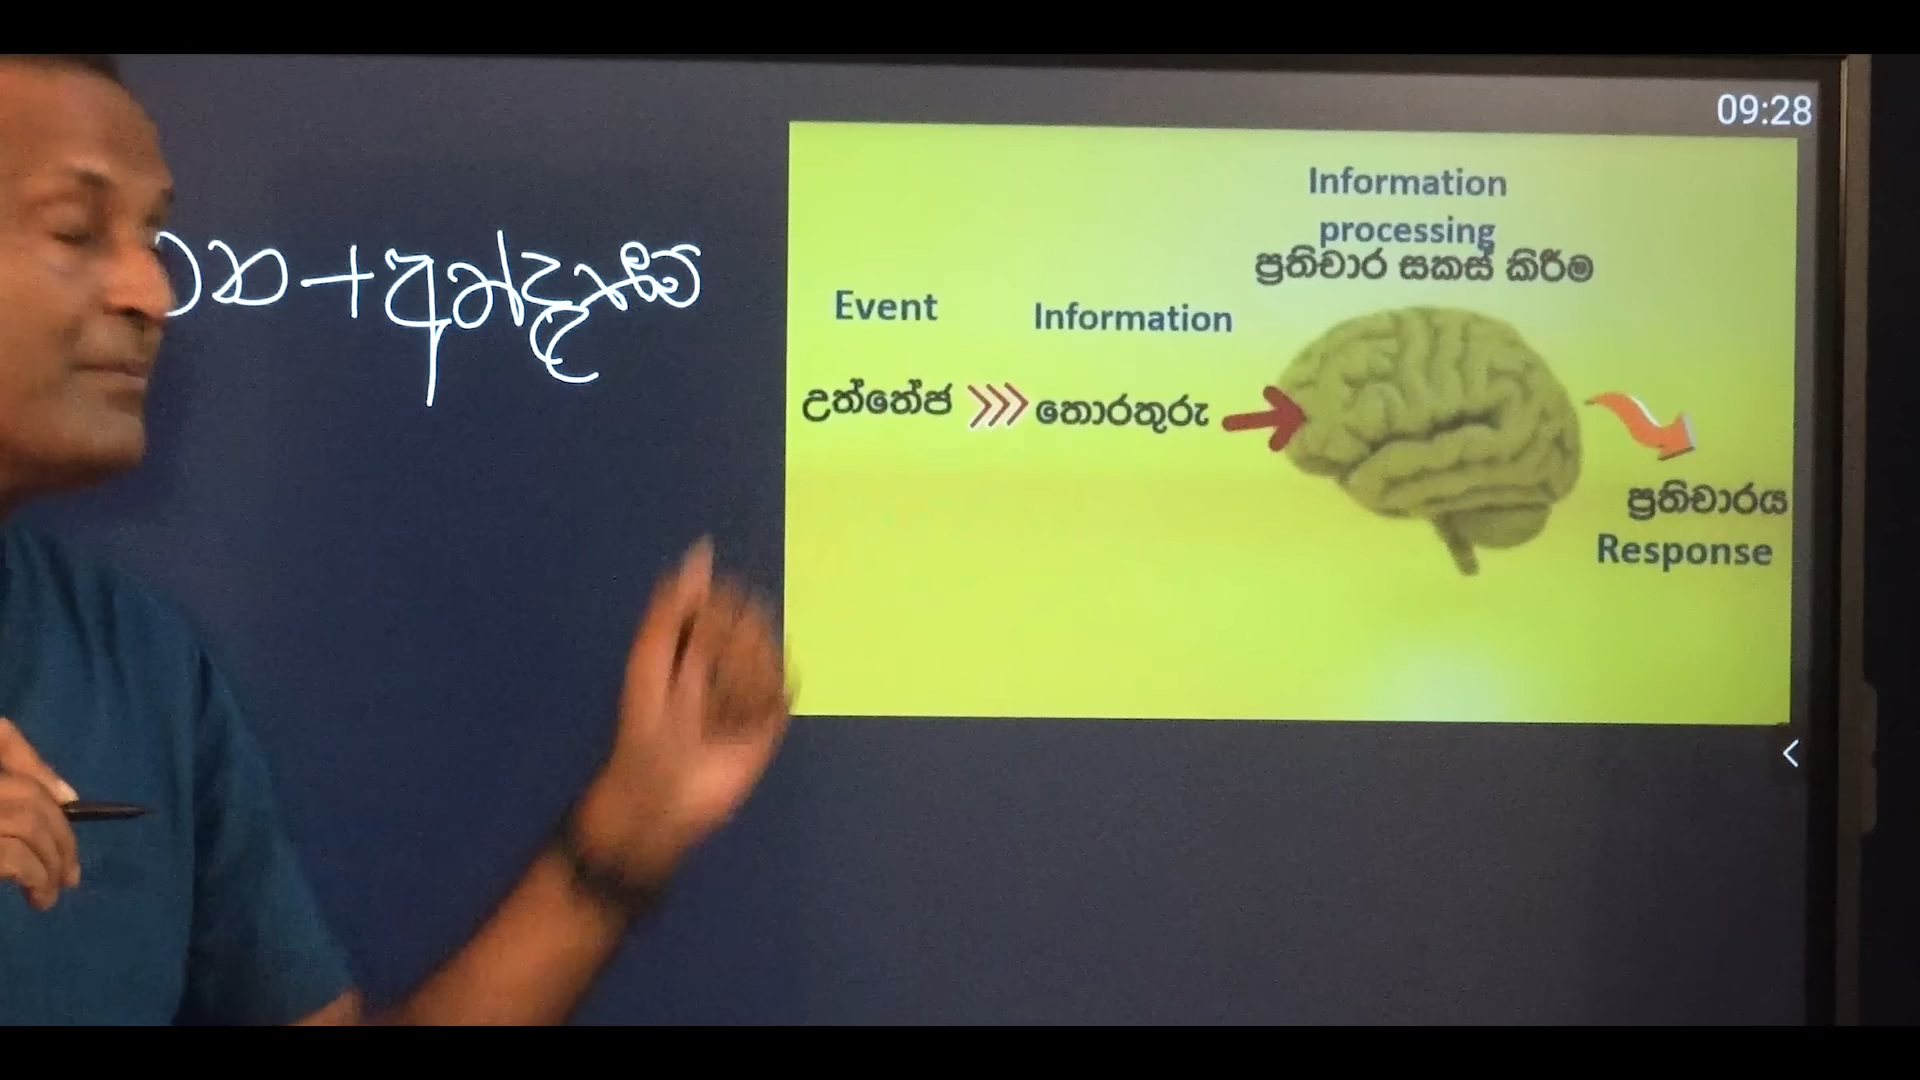 09:28
Information
processing
ප්‍රතිචාර සකස් කිරීම
Event
Information
උත්තේජ
තොරතුරු
ප්‍රතිචාරය
Response